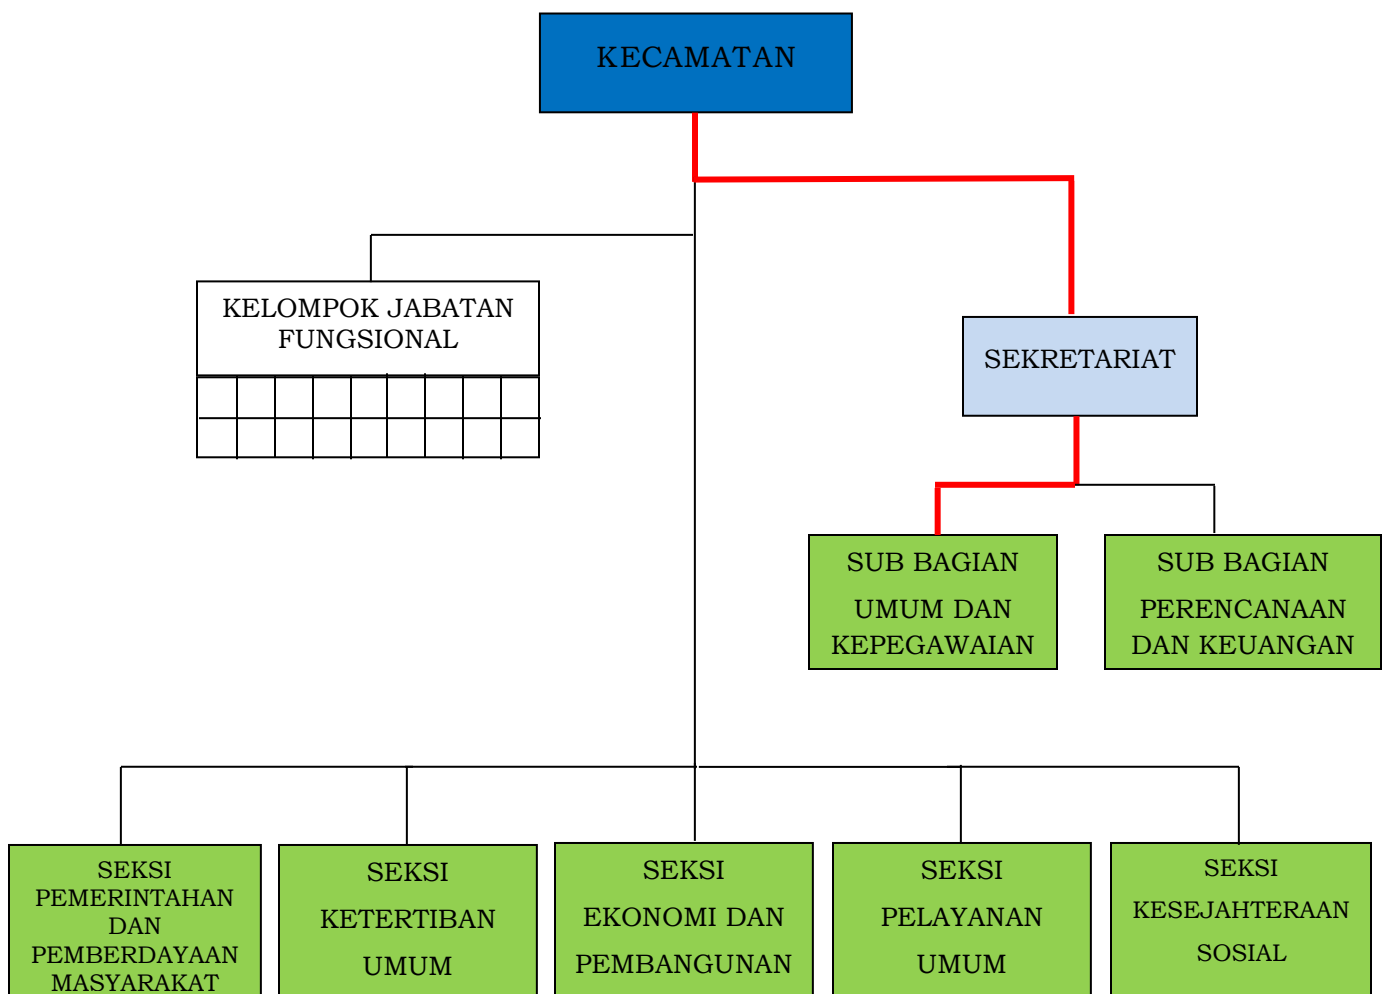 KECAMATAN
KELOMPOK JABATAN
FUNGSIONAL
SEKRETARIAT
SUB BAGIAN
UMUM DAN
KEPEGAWAIAN
SUB BAGIAN
PERENCANAAN
DAN KEUANGAN
SEKSI
PEMERINTAHAN
DAN
PEMBERDAYAAN
MASYARAKAT
SEKSI
KETERTIBAN
UMUM
SEKSI
EKONOMI DAN
PEMBANGUNAN
SEKSI
PELAYANAN
UMUM
SEKSI
KESEJAHTERAAN
SOSIAL